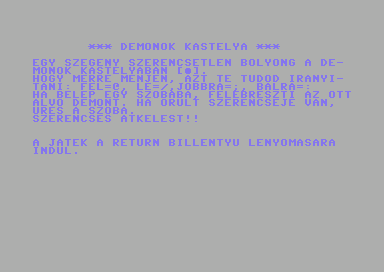 *** DEMONOK KASTELYA ***
EGY SZEGENY SZERENCSETLEN BOLYONG A DE-
MONOK KASTELYABAN [●].
HOGY MERRE MENJEN, AZT TE TUDOD IRANYI-
TANI: FEL=@, LE=/,JOBBRA=;, BALRA=:
HA BELEP EGY SZOBABA, FELEBRESZTI AZ OTT
ALVO DEMONT. HA ORULT SZERENCSEJE VAN,
URES A SZOBA.
SZERENCSES ATKELEST!!
A JATEK A RETURN BILLENTYU LENYOMASARA
INDUL.